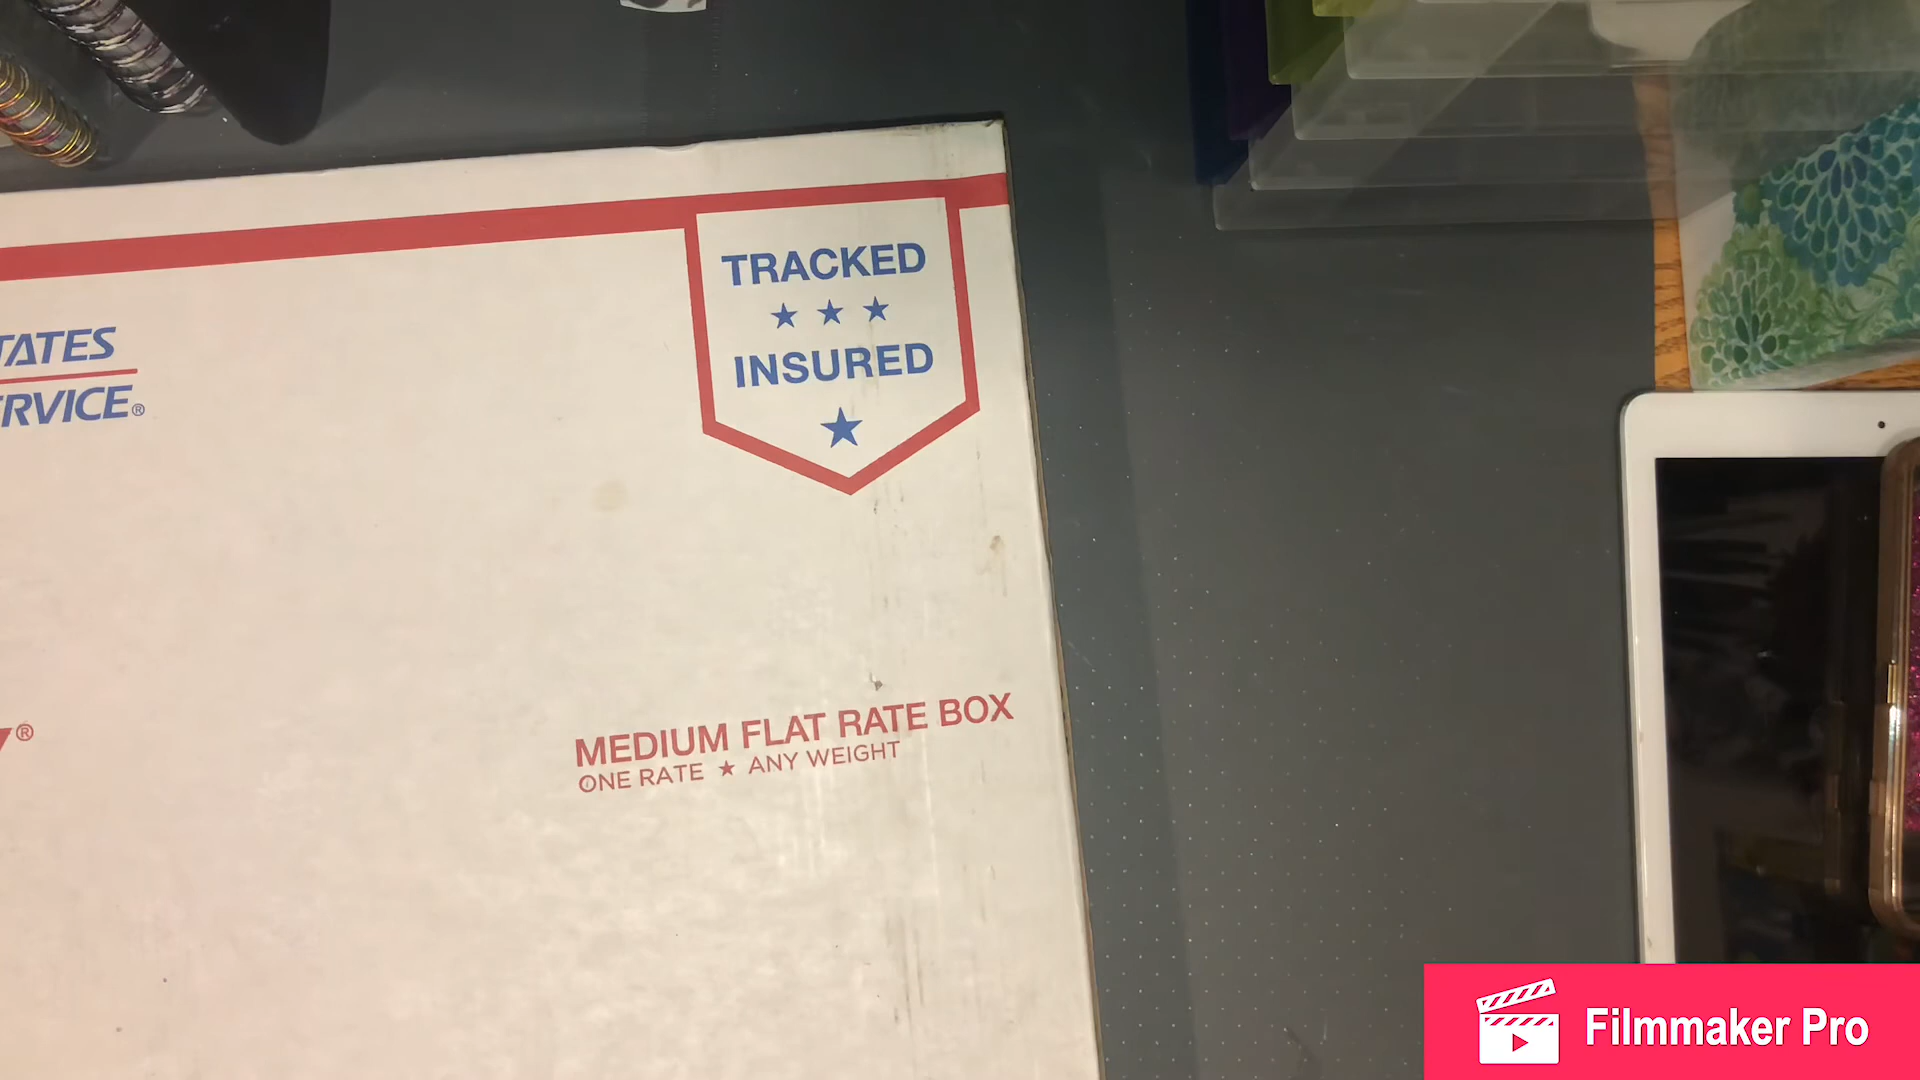 TRACKED
INSURED
TATES
RVICE®
®
MEDIUM FLAT RATE BOX
ONE RATE ★ ANY WEIGHT
Filmmaker Pro